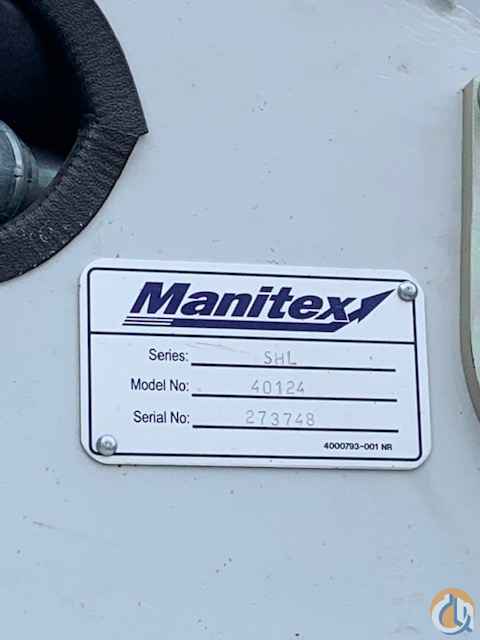 Manitex
Series: SHL
Model No: 40124
Serial No: 273748
4000793-001 NR